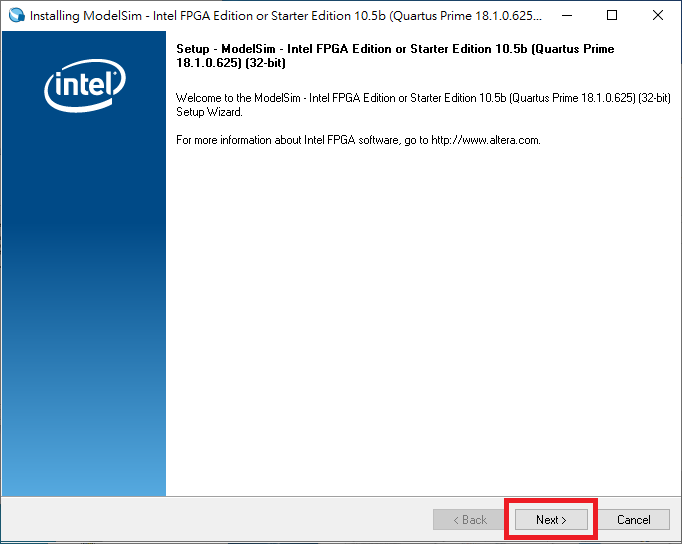 Installing ModelSim - Intel FPGA Edition or Starter Edition 10.5b (Quartus Prime 18.1.0.625...
intel
Setup - ModelSim - Intel FPGA Edition or Starter Edition 10.5b (Quartus Prime
18.1.0.625) (32-bit)
Welcome to the ModelSim - Intel FPGA Edition or Starter Edition 10.5b (Quartus Prime 18.1.0.625) (32-bit)
Setup Wizard.
For more information about Intel FPGA software, go to http://www.altera.com.
< Back
Next >
Cancel